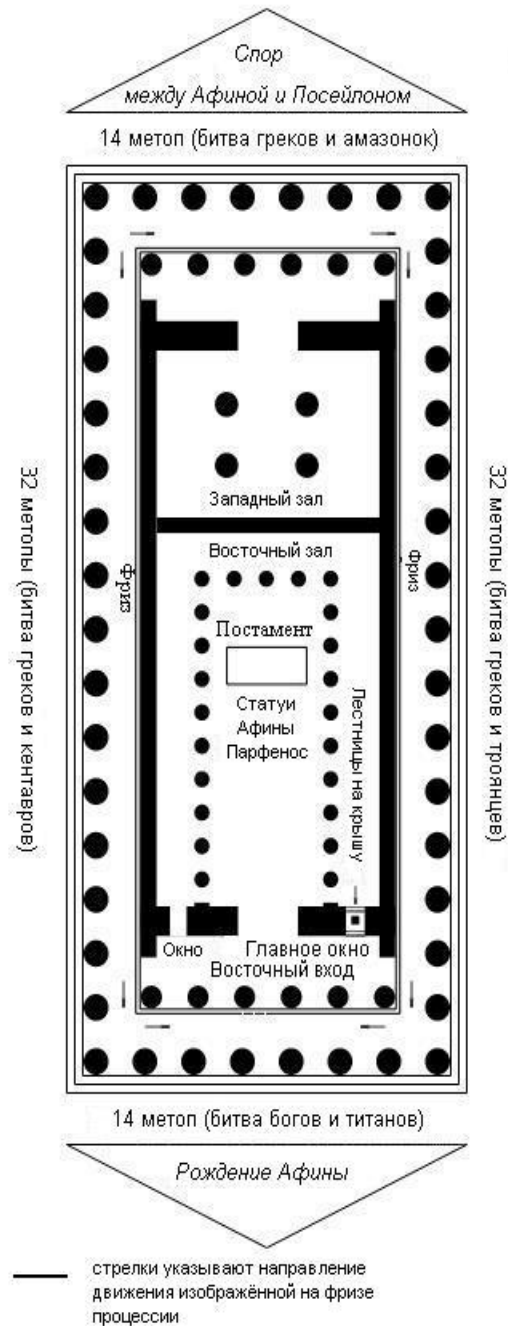 Спор
между Афиной и Посейлоном
14 метоп (битва греков и амазонок)
32 метопы (битва греков и кентавров)
32 метопы (битва греков и троянцев)
Западный зал
Восточный зал
Фриз
Фриз
Постамент
Статуи
Афины
Парфенос
Лестницы на крышу
Окно
Главное окно
Восточный вход
14 метоп (битва богов и титанов)
Рождение Афины
стрелки указывают направление
движения изображённой на фризе
процессии